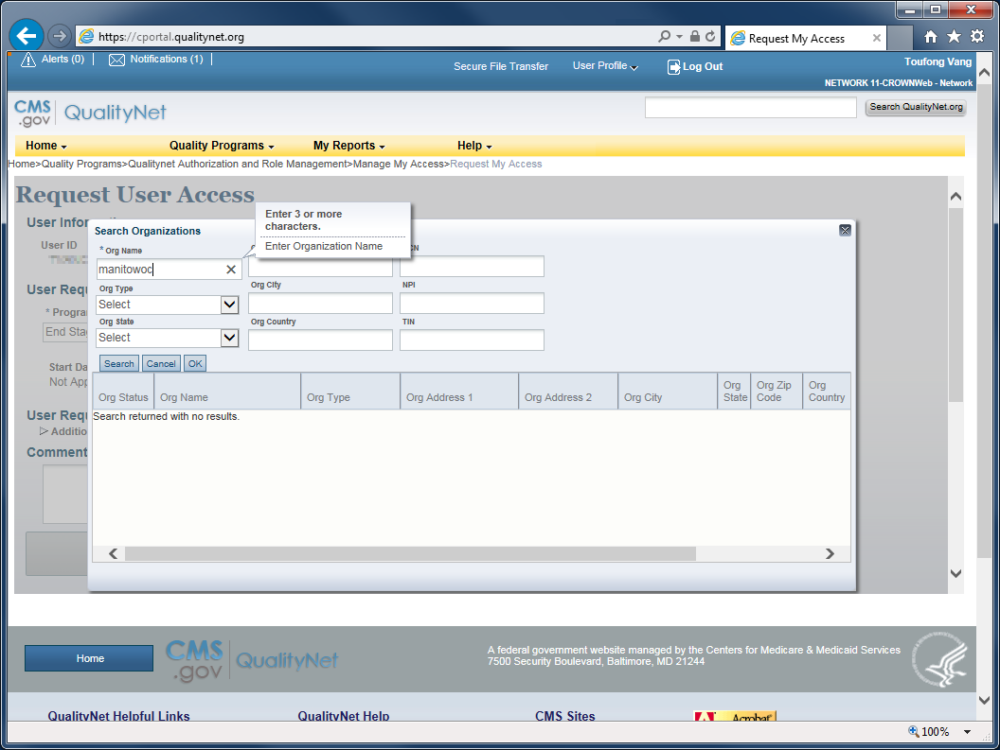 https://cportal.qualitynet.org
Request My Access
Alerts (0)
Notifications (1)
Secure File Transfer
User Profile
Log Out
Toufong Vang
NETWORK 11-CROWNWeb - Network
CMS
.gov
QualityNet
Search QualityNet.org
Home
Quality Programs
My Reports
Help
Home>Quality Programs>Qualitynet Authorization and Role Management>Manage My Access>Request My Access
Request User Access
User Infor
User ID
User Requ
* Program
End Stag
Start Da
Not App
User Requ
Additio
Comment
Search Organizations
Enter 3 or more
characters.
Enter Organization Name
* Org Name
CN
manitowoc
Org Type
Org City
NPI
Select
Org State
Org Country
TIN
Select
Search
Cancel
OK
Org Status
Org Name
Org Type
Org Address 1
Org Address 2
Org City
Org State
Org Zip Code
Org Country
Search returned with no results.
Home
CMS
.gov
QualityNet
A federal government website managed by the Centers for Medicare & Medicaid Services
7500 Security Boulevard, Baltimore, MD 21244
QualityNet Helpful Links
QualityNet Help
CMS Sites
Acrobat
100%